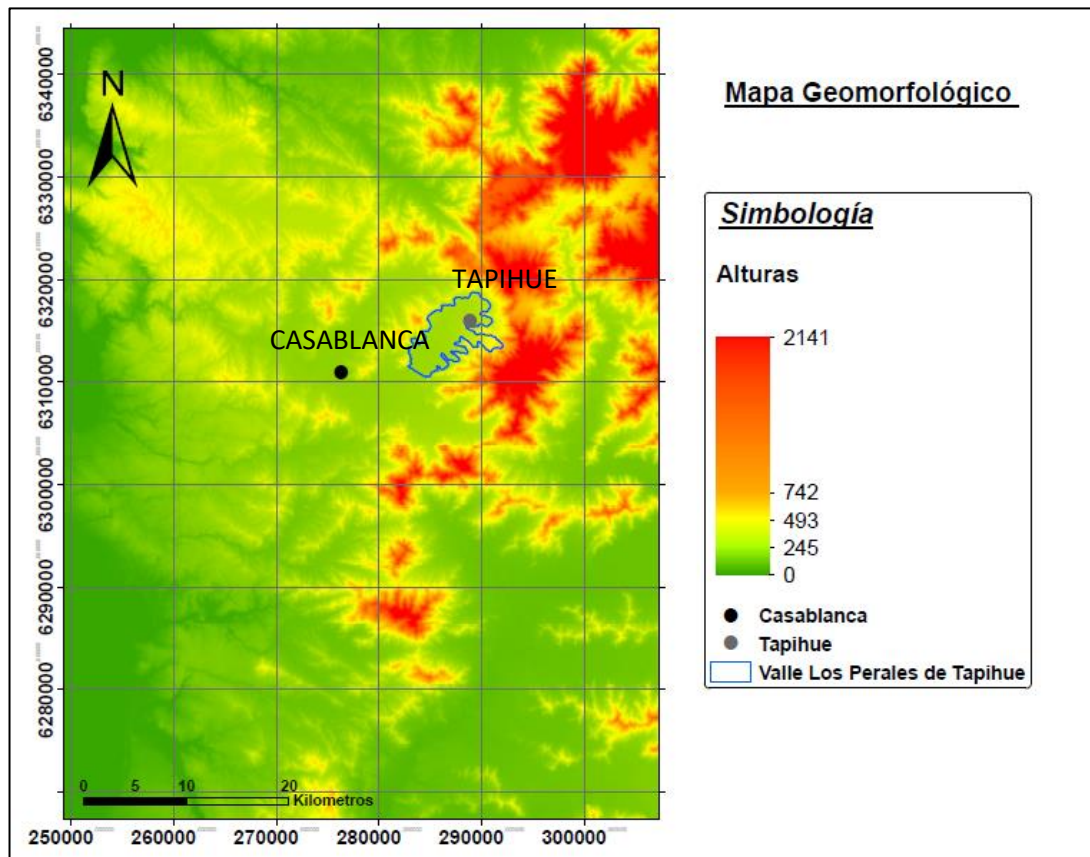 Mapa Geomorfológico
N
TAPIHUE
CASABLANCA
6340000
6330000
6320000
6310000
6300000
6290000
6280000
0 5 10 20
Kilometros
250000 260000 270000 280000 290000 300000
Simbología
Alturas
2141
742
493
245
0
Casablanca
Tapihue
Valle Los Perales de Tapihue